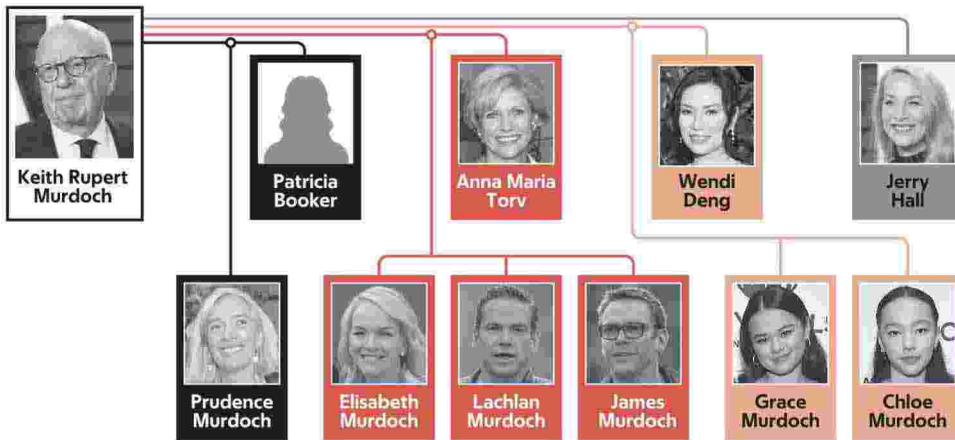 Keith Rupert
Murdoch
Patricia
Booker
Anna Maria
Torv
Wendi
Deng
Jerry
Hall
Prudence
Murdoch
Elisabeth
Murdoch
Lachlan
Murdoch
James
Murdoch
Grace
Murdoch
Chloe
Murdoch